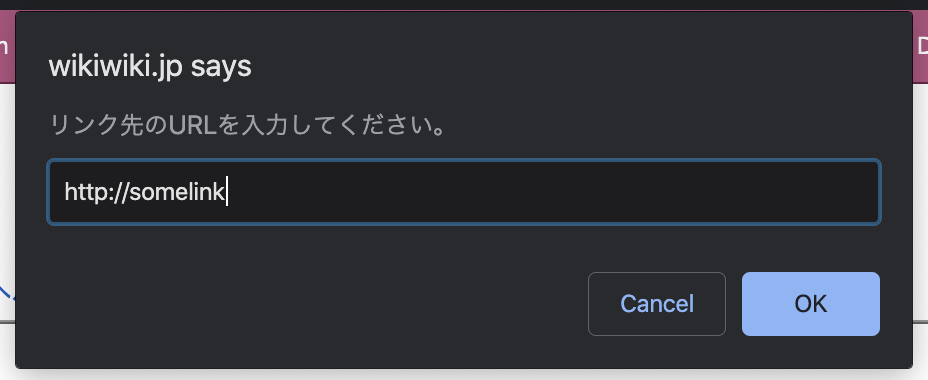 wikiwiki.jp says
リンク先のURLを入力してください。
http://somelink
Cancel
OK